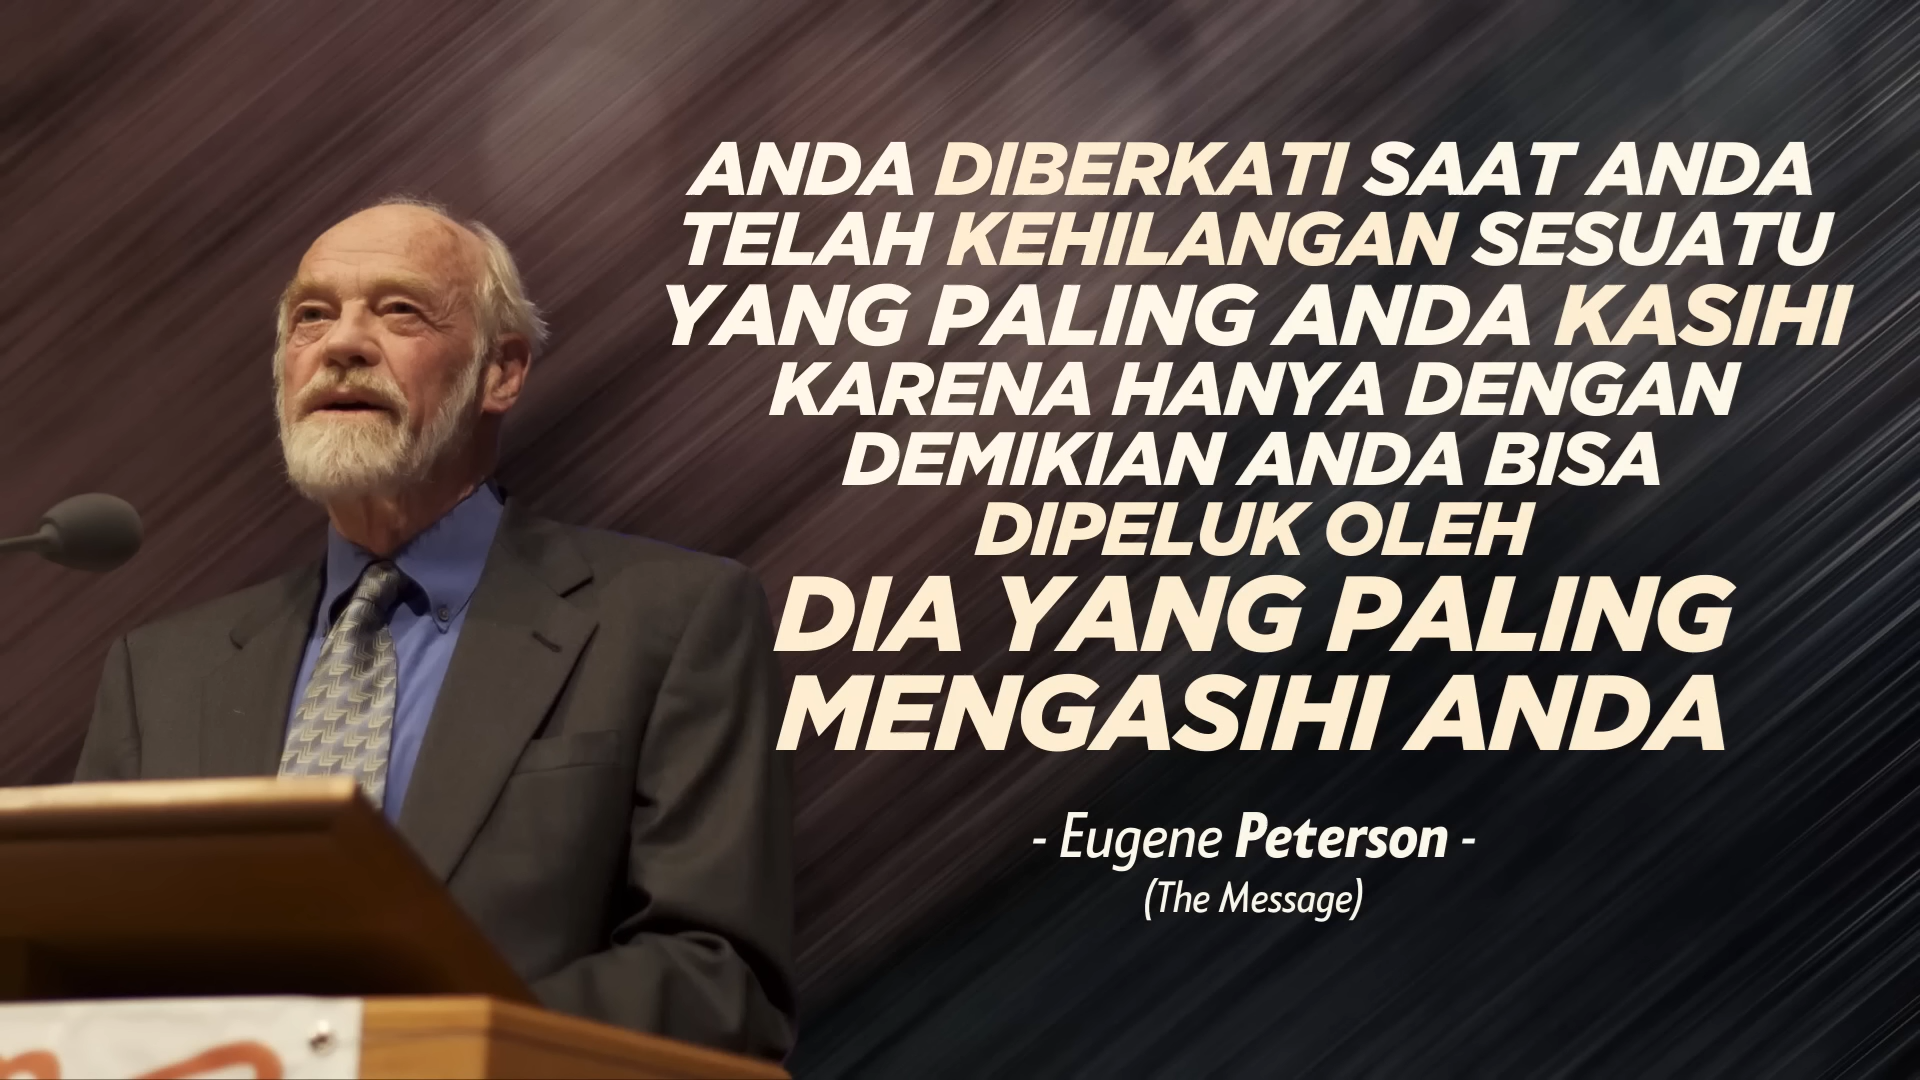 ANDA DIBERKATI SAAT ANDA
TELAH KEHILANGAN SESUATU
YANG PALING ANDA KASIHI
KARENA HANYA DENGAN
DEMIKIAN ANDA BISA
DIPELUK OLEH
DIA YANG PALING
MENGASIHI ANDA
- Eugene Peterson -
(The Message)